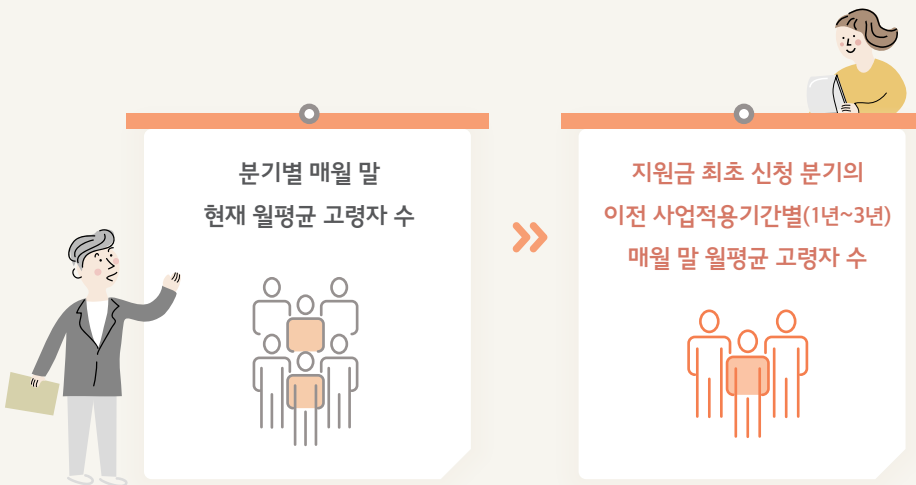 분기별 매월 말
현재 월평균 고령자 수
지원금 최초 신청 분기의
이전 사업적용기간별(1년~3년)
매월 말 월평균 고령자 수